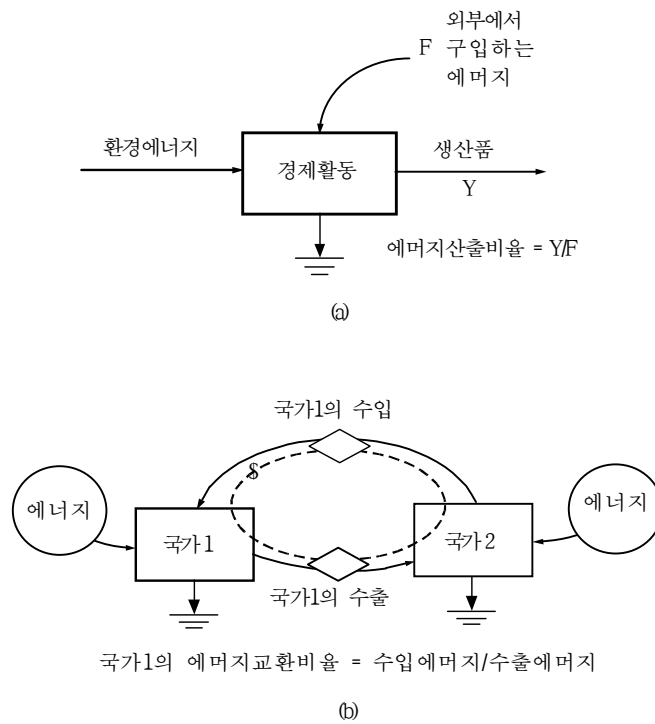 외부에서
F 구입하는
에머지
환경에너지
경제활동
생산품
Y
에머지산출비율 = Y/F
(a)
국가1의 수입
$
에너지
에너지
국가1
국가2
국가1의 수출
국가1의 에머지교환비율 = 수입에머지/수출에머지
(b)